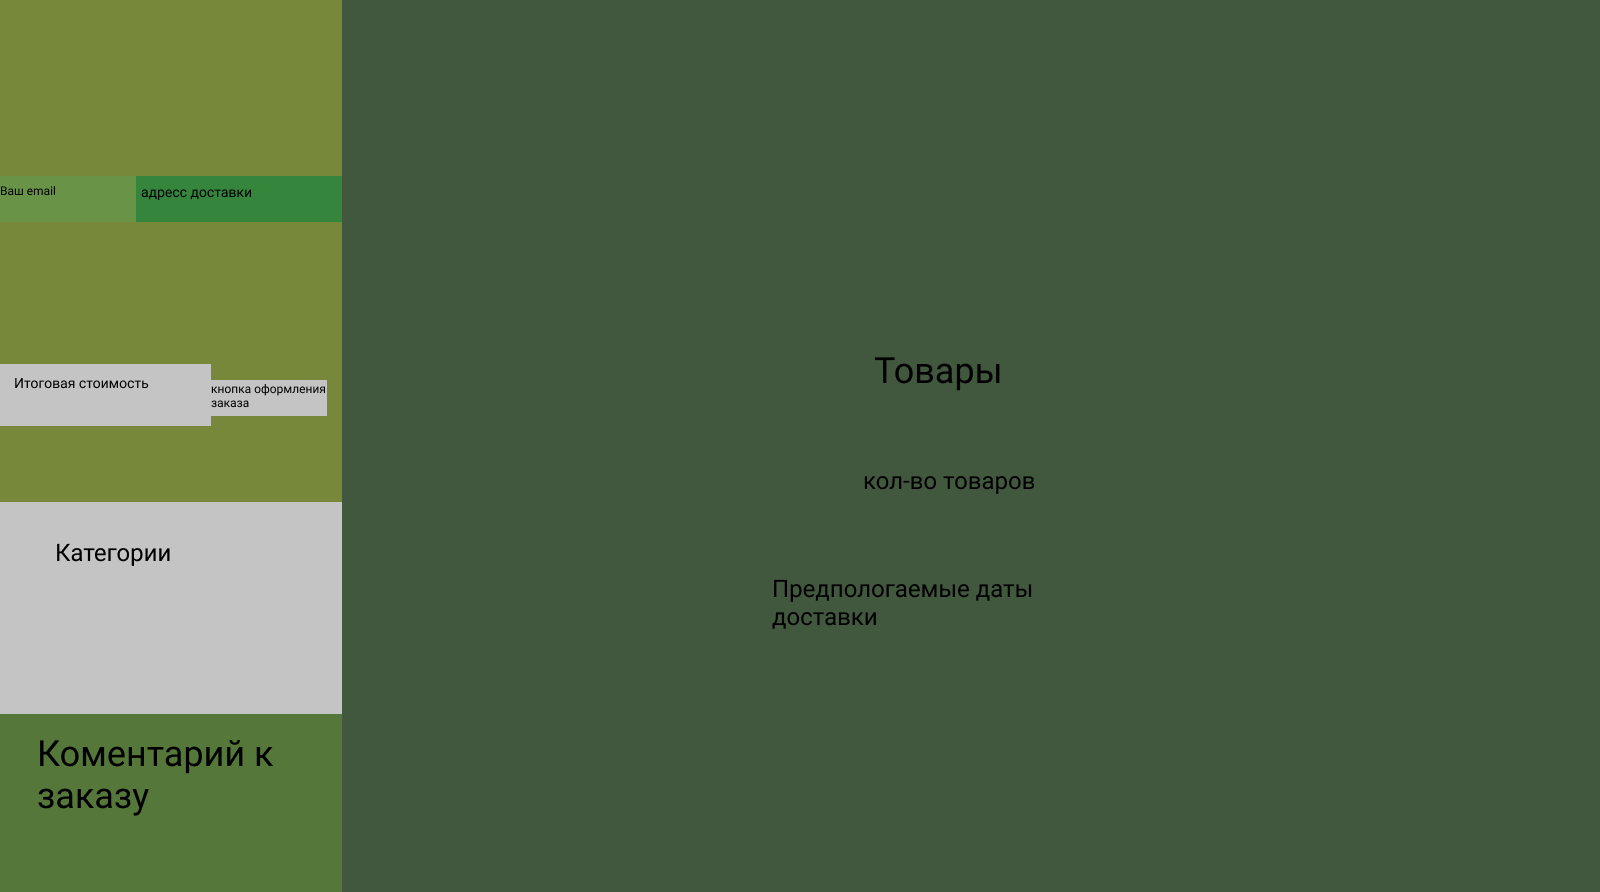 Ваш email
адресс доставки
Итоговая стоимость
кнопка оформления
заказа
Категории
Коментарий к
заказу
Товары
кол-во товаров
Предпологаемые даты
доставки